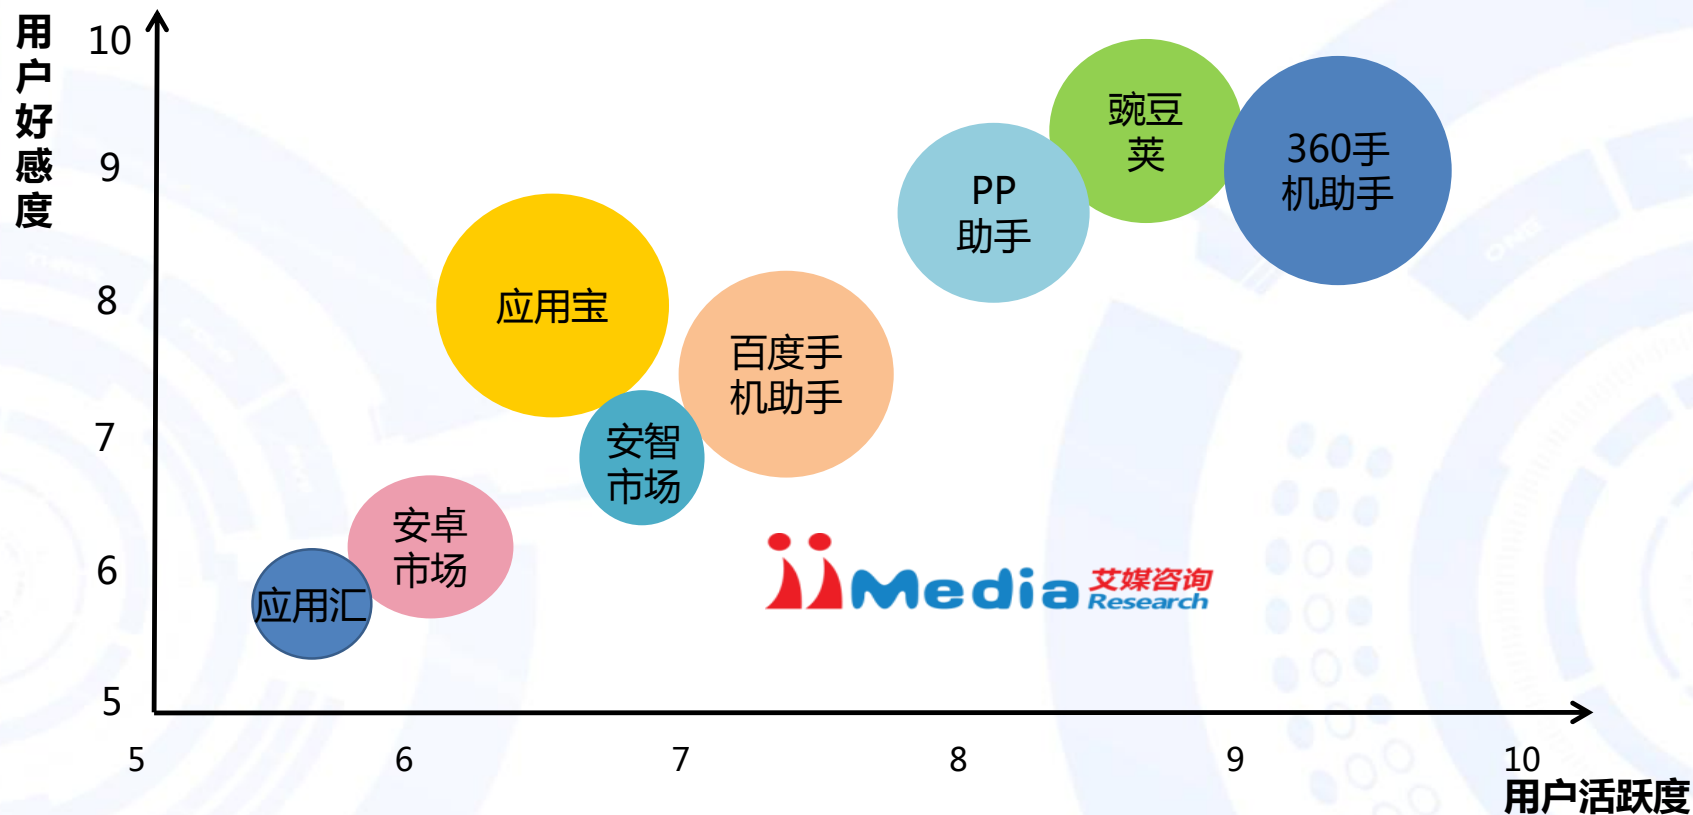 用户好感度
10
9
8
7
6
5
豌豆
荚
360手
机助手
PP
助手
应用宝
百度手
机助手
安智
市场
安卓
市场
应用汇
iiMedia 艾媒咨询
Research
5
6
7
8
9
10
用户活跃度